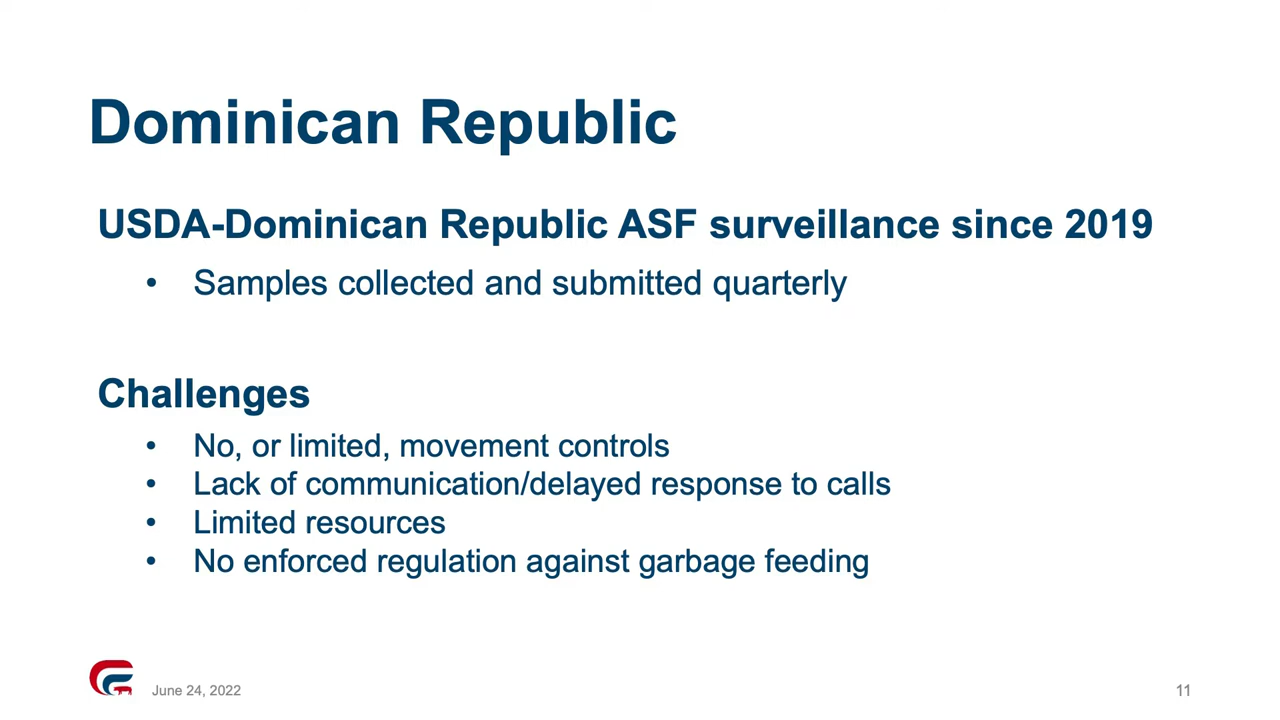 Dominican Republic
USDA-Dominican Republic ASF surveillance since 2019
• Samples collected and submitted quarterly
Challenges
• No, or limited, movement controls
• Lack of communication/delayed response to calls
• Limited resources
• No enforced regulation against garbage feeding
June 24, 2022
11